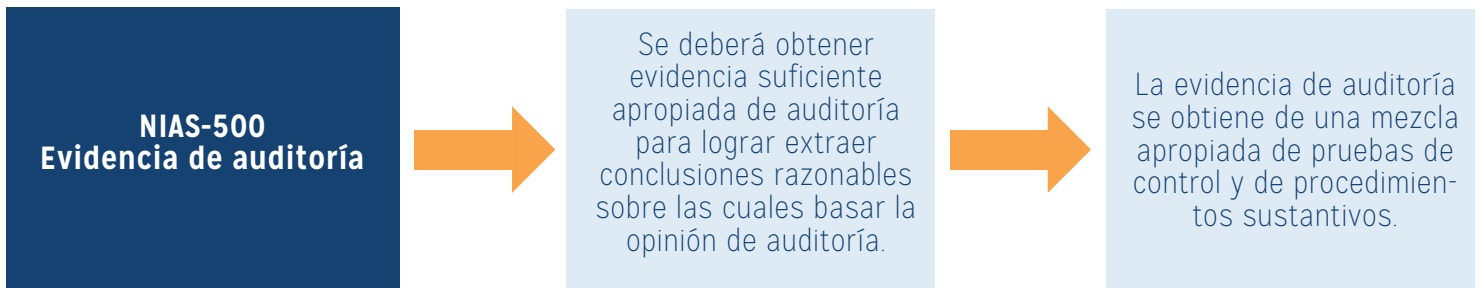 NIAS-500
Evidencia de auditoría
Se deberá obtener
evidencia suficiente
apropiada de auditoría
para lograr extraer
conclusiones razonables
sobre las cuales basar la
opinión de auditoría.
La evidencia de auditoría
se obtiene de una mezcla
apropiada de pruebas de
control y de procedimien-
tos sustantivos.